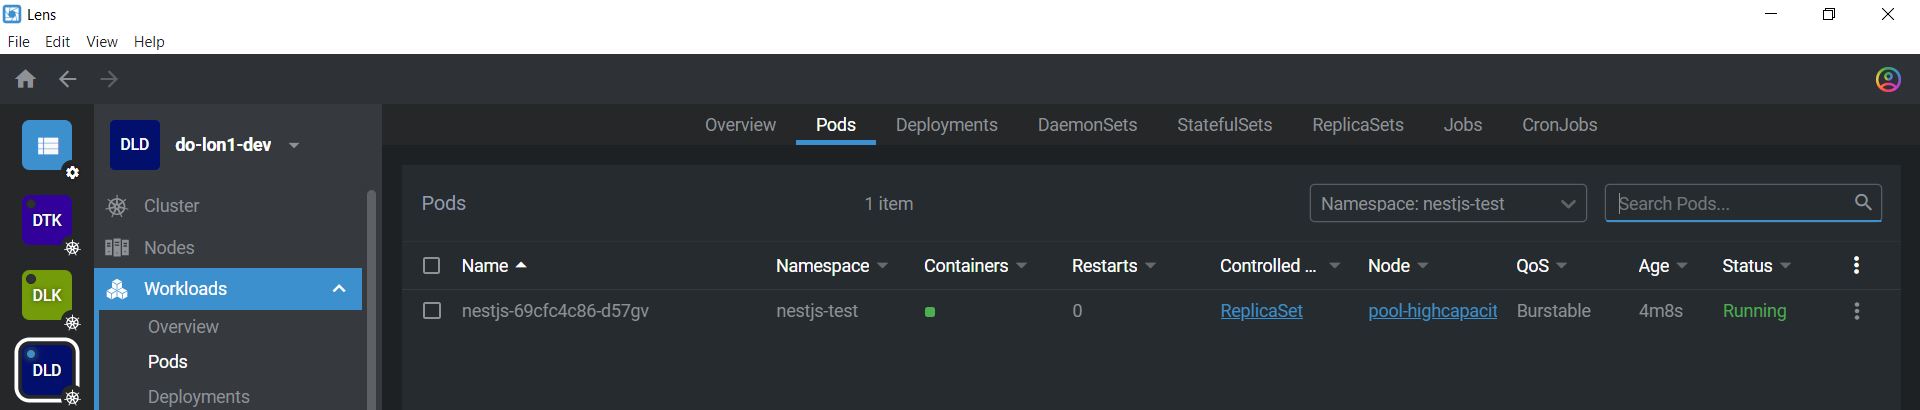 Lens
File Edit View Help
DLD do-lon1-dev
Overview Pods Deployments DaemonSets StatefulSets ReplicaSets Jobs CronJobs
DTK
DLK
DLD
Cluster
Nodes
Workloads
Overview
Pods
Deployments
Pods 1 item Namespace: nestjs-test Search Pods...
Name Namespace Containers Restarts Controlled ... Node QoS Age Status
nestjs-69cfc4c86-d57gv nestjs-test 0 ReplicaSet pool-highcapacit Burstable 4m8s Running